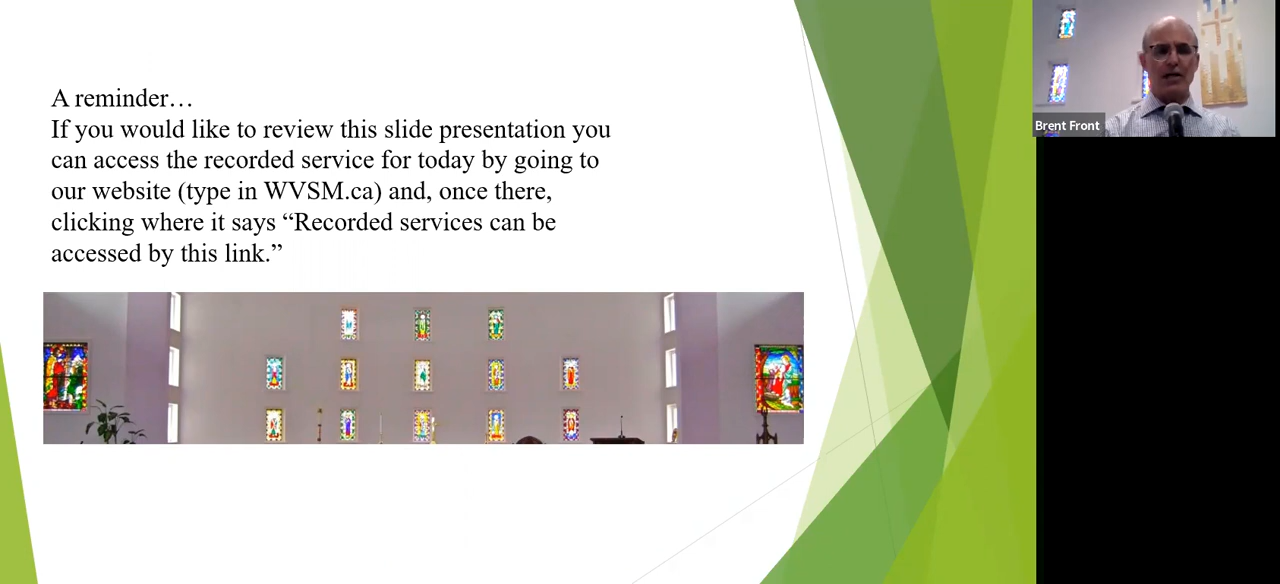 A reminder…
If you would like to review this slide presentation you
can access the recorded service for today by going to
our website (type in WVSM.ca) and, once there,
clicking where it says “Recorded services can be
accessed by this link.”
Brent Front